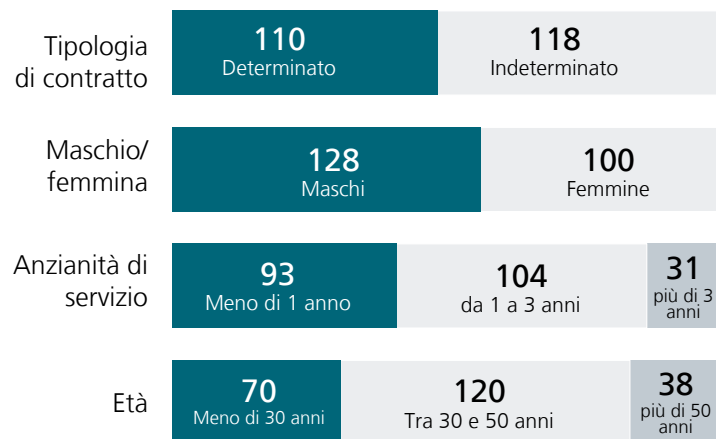 Tipologia
di contratto
110
Determinato
118
Indeterminato
Maschio/
femmina
128
Maschi
100
Femmine
Anzianità di
servizio
93
Meno di 1 anno
104
da 1 a 3 anni
31
più di 3
anni
Età
70
Meno di 30 anni
120
Tra 30 e 50 anni
38
più di 50
anni